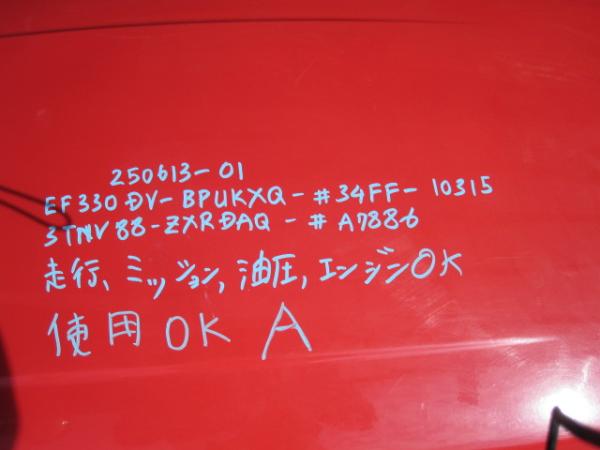 250613-01
EF330DV-BPUKXQ-#34FF-10315
3TNV88-ZXRDAQ-#A7886
走行、ミッション,油圧,エンジンOK
使用OK A